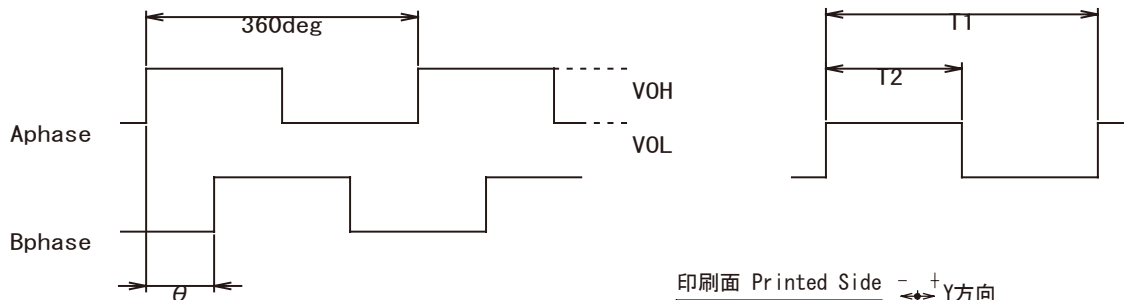 360deg
T1
T2
VOH
Aphase
VOL
Bphase
θ
印刷面 Printed Side - + Y方向